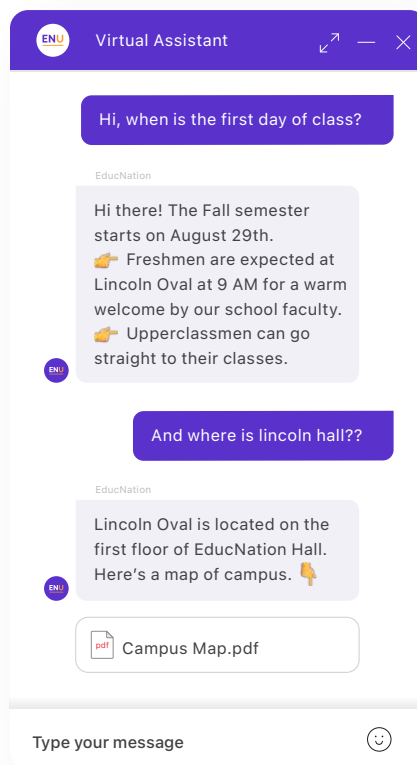 ENU Virtual Assistant
Hi, when is the first day of class?
EducNation
Hi there! The Fall semester
starts on August 29th.
👉 Freshmen are expected at
Lincoln Oval at 9 AM for a warm
welcome by our school faculty.
👉 Upperclassmen can go
straight to their classes.
ENU
And where is lincoln hall??
EducNation
Lincoln Oval is located on the
first floor of EducNation Hall.
Here’s a map of campus. 👇
ENU
pdf Campus Map.pdf
Type your message